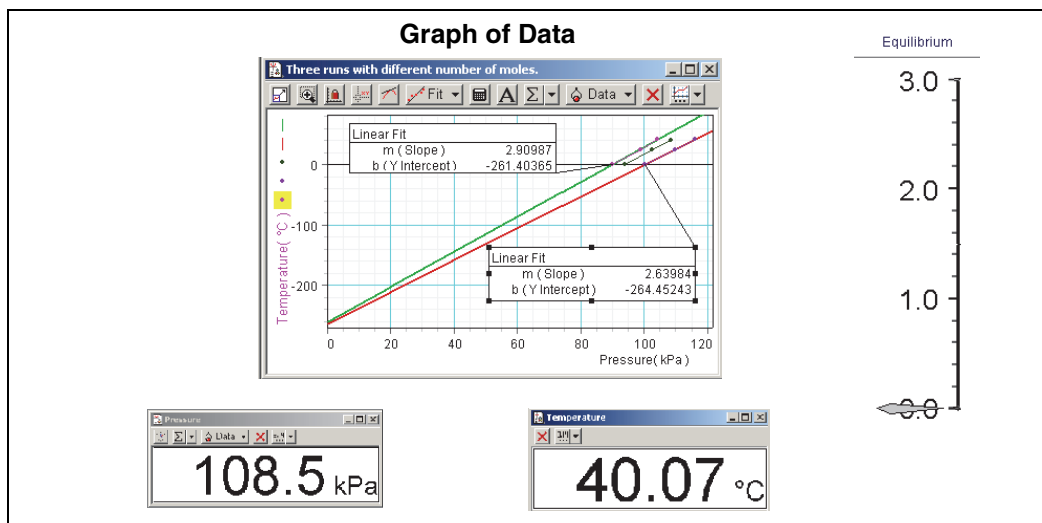 Graph of Data
Equilibrium
Three runs with different number of moles.
Fit
A
Σ
Data
Linear Fit
m ( Slope ) 2.90987
b ( Y Intercept ) -261.40365
0
-100
-200
Temperature( °C )
Linear Fit
m ( Slope ) 2.63984
b ( Y Intercept ) -264.45243
0 20 40 60 80 100 120
Pressure( kPa )
3.0
2.0
1.0
0.0
Pressure
Σ
Data
108.5 kPa
Temperature
40.07 °C